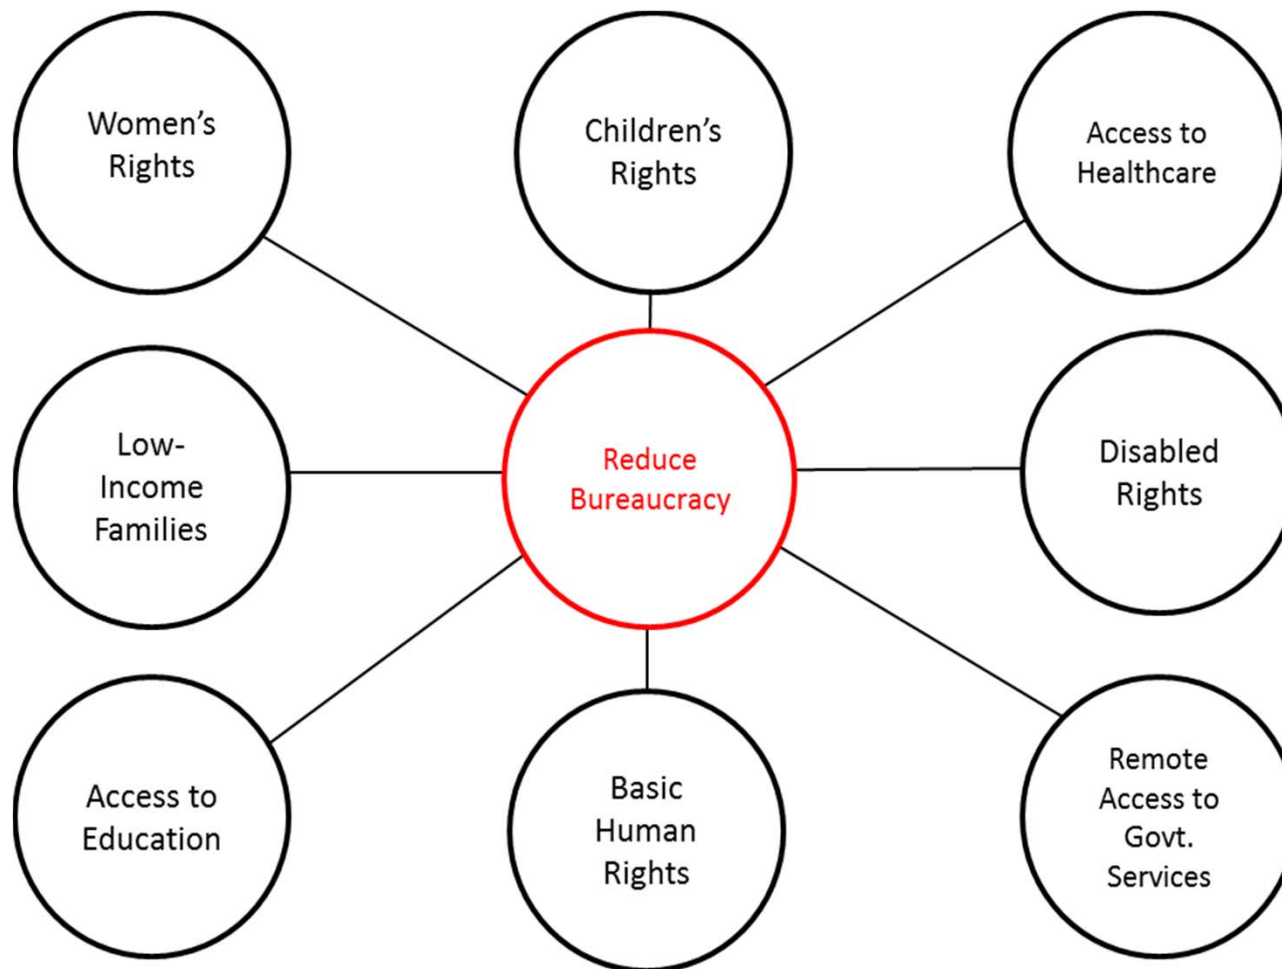 Women’s
Rights
Children’s
Rights
Access to
Healthcare
Low-
Income
Families
Reduce
Bureaucracy
Disabled
Rights
Access to
Education
Basic
Human
Rights
Remote
Access to
Govt.
Services